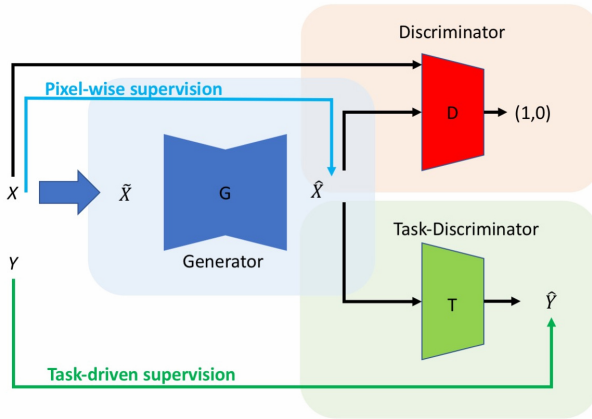 Discriminator
Pixel-wise supervision
D
(1,0)
X
X̃
G
X̂
Generator
Task-Discriminator
Y
T
Ŷ
Task-driven supervision